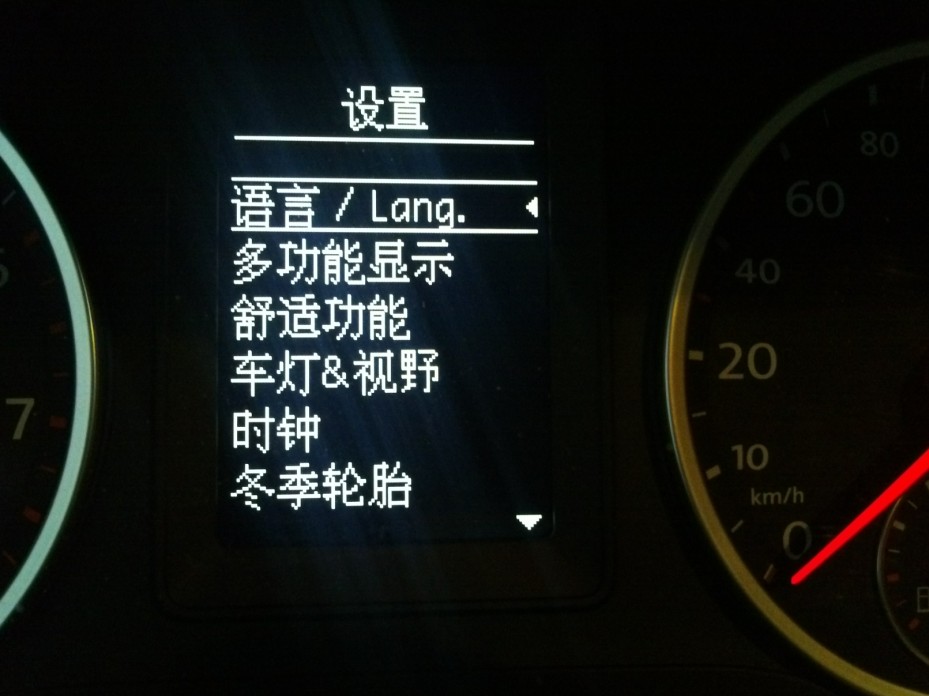 设置
语言 / Lang.
多功能显示
舒适功能
车灯&视野
时钟
冬季轮胎
7
80
60
40
20
10
km/h
0